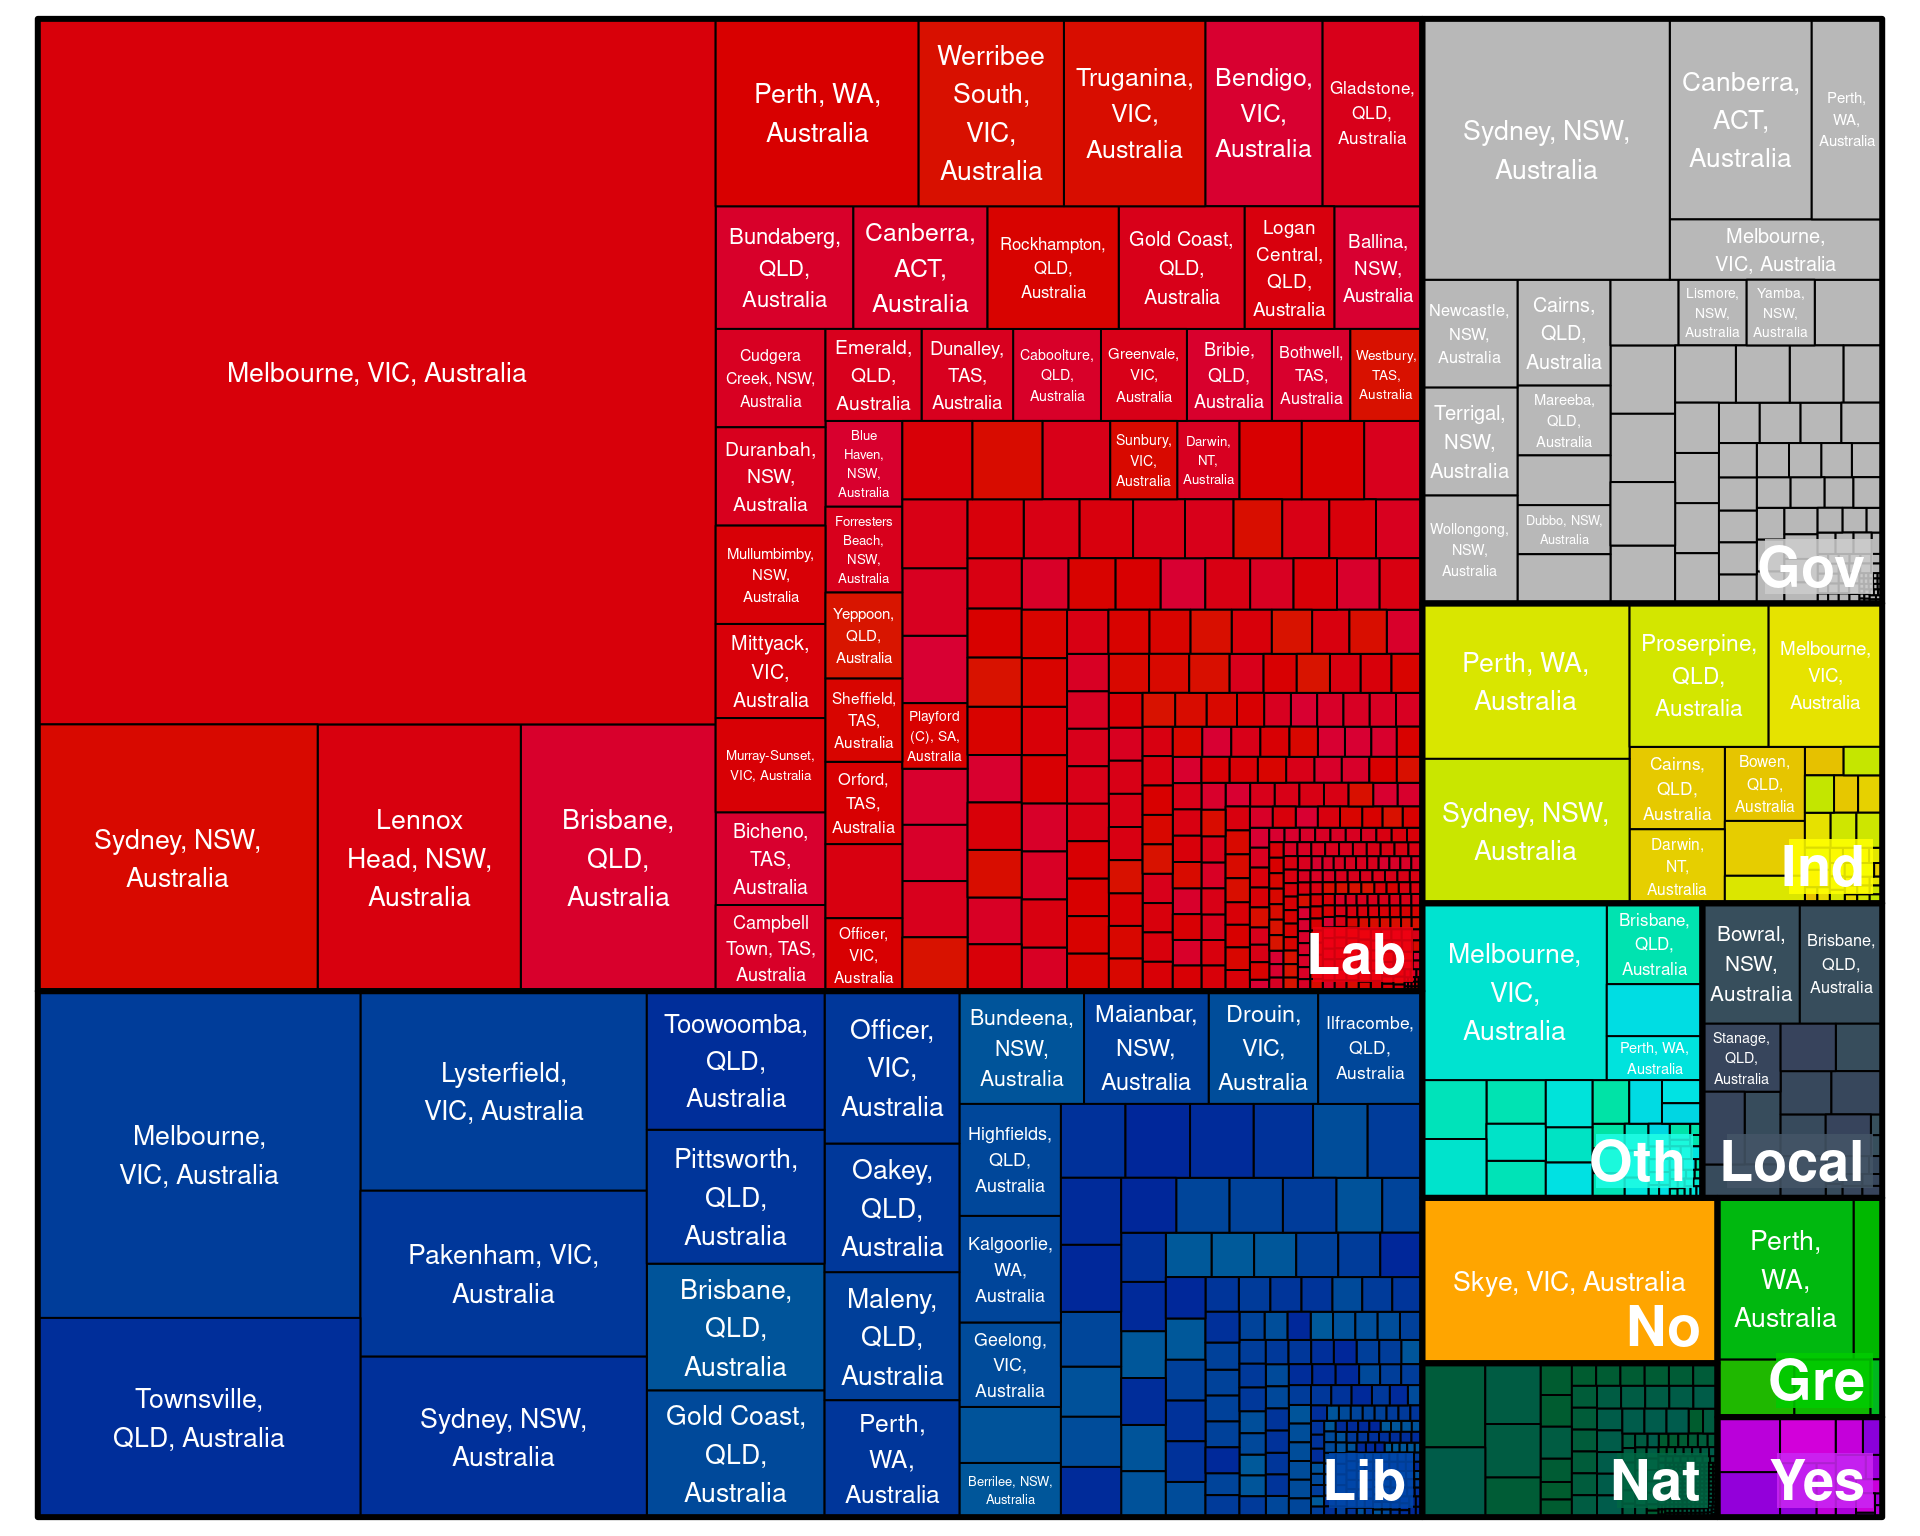 Melbourne, VIC, Australia
Sydney, NSW,
Australia
Lennox
Head, NSW,
Australia
Brisbane,
QLD,
Australia
Perth, WA,
Australia
Werribee
South,
VIC,
Australia
Truganina,
VIC,
Australia
Bendigo,
VIC,
Australia
Gladstone,
QLD,
Australia
Bundaberg,
QLD,
Australia
Canberra,
ACT,
Australia
Rockhampton,
QLD,
Australia
Gold Coast,
QLD,
Australia
Logan
Central,
QLD,
Australia
Ballina,
NSW,
Australia
Cudgera
Creek, NSW,
Australia
Duranbah,
NSW,
Australia
Mullumbimby,
NSW,
Australia
Mittyack,
VIC,
Australia
Murray-Sunset,
VIC, Australia
Bicheno,
TAS,
Australia
Campbell
Town, TAS,
Australia
Emerald,
QLD,
Australia
Dunalley,
TAS,
Australia
Caboolture,
QLD,
Australia
Greenvale,
VIC,
Australia
Bribie,
QLD,
Australia
Bothwell,
TAS,
Australia
Westbury,
TAS,
Australia
Blue
Haven,
NSW,
Australia
Forresters
Beach,
NSW,
Australia
Yeppoon,
QLD,
Australia
Sheffield,
TAS,
Australia
Orford,
TAS,
Australia
Officer,
VIC,
Australia
Sunbury,
VIC,
Australia
Darwin,
NT,
Australia
Playford
(C), SA,
Australia
Lab
Melbourne,
VIC, Australia
Townsville,
QLD, Australia
Lysterfield,
VIC, Australia
Pakenham, VIC,
Australia
Sydney, NSW,
Australia
Toowoomba,
QLD,
Australia
Pittsworth,
QLD,
Australia
Brisbane,
QLD,
Australia
Gold Coast,
QLD,
Australia
Officer,
VIC,
Australia
Oakey,
QLD,
Australia
Maleny,
QLD,
Australia
Perth,
WA,
Australia
Bundeena,
NSW,
Australia
Maianbar,
NSW,
Australia
Drouin,
VIC,
Australia
Ilfracombe,
QLD,
Australia
Highfields,
QLD,
Australia
Kalgoorlie,
WA,
Australia
Geelong,
VIC,
Australia
Berrilee, NSW,
Australia
Lib
Sydney, NSW,
Australia
Canberra,
ACT,
Australia
Perth,
WA,
Australia
Melbourne,
VIC, Australia
Newcastle,
NSW,
Australia
Terrigal,
NSW,
Australia
Wollongong,
NSW,
Australia
Cairns,
QLD,
Australia
Mareeba,
QLD,
Australia
Dubbo, NSW,
Australia
Lismore,
NSW,
Australia
Yamba,
NSW,
Australia
Gov
Perth, WA,
Australia
Sydney, NSW,
Australia
Proserpine,
QLD,
Australia
Melbourne,
VIC,
Australia
Cairns,
QLD,
Australia
Darwin,
NT,
Australia
Bowen,
QLD,
Australia
Ind
Melbourne,
VIC,
Australia
Brisbane,
QLD,
Australia
Perth, WA,
Australia
Oth
Bowral,
NSW,
Australia
Brisbane,
QLD,
Australia
Stanage,
QLD,
Australia
Local
Skye, VIC, Australia
No
Perth,
WA,
Australia
Gre
Nat
Yes